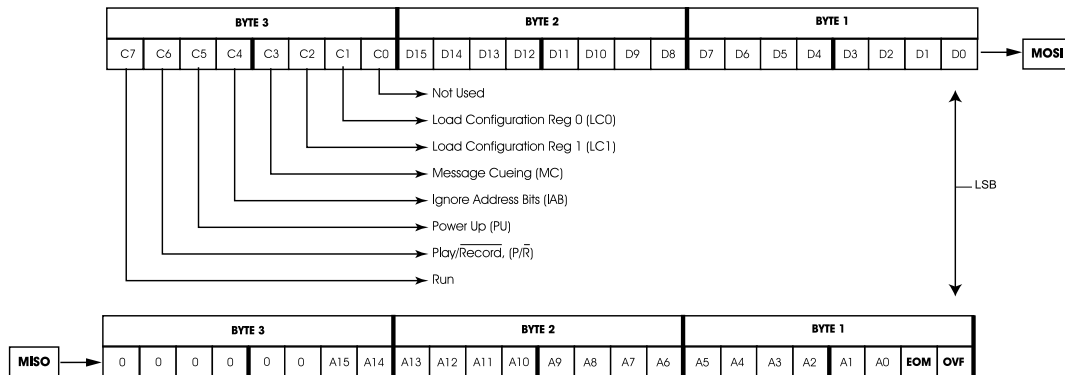 BYTE 3 BYTE 2 BYTE 1
C7 C6 C5 C4 C3 C2 C1 C0 D15 D14 D13 D12 D11 D10 D9 D8 D7 D6 D5 D4 D3 D2 D1 D0 MOSI
Not Used
Load Configuration Reg 0 (LC0)
Load Configuration Reg 1 (LC1)
Message Cueing (MC)
Ignore Address Bits (IAB)
LSB
Power Up (PU)
Play/R̅e̅c̅o̅r̅d̅, (P/R̅)
Run
BYTE 3 BYTE 2 BYTE 1
MISO 0 0 0 0 0 0 A15 A14 A13 A12 A11 A10 A9 A8 A7 A6 A5 A4 A3 A2 A1 A0 EOM OVF